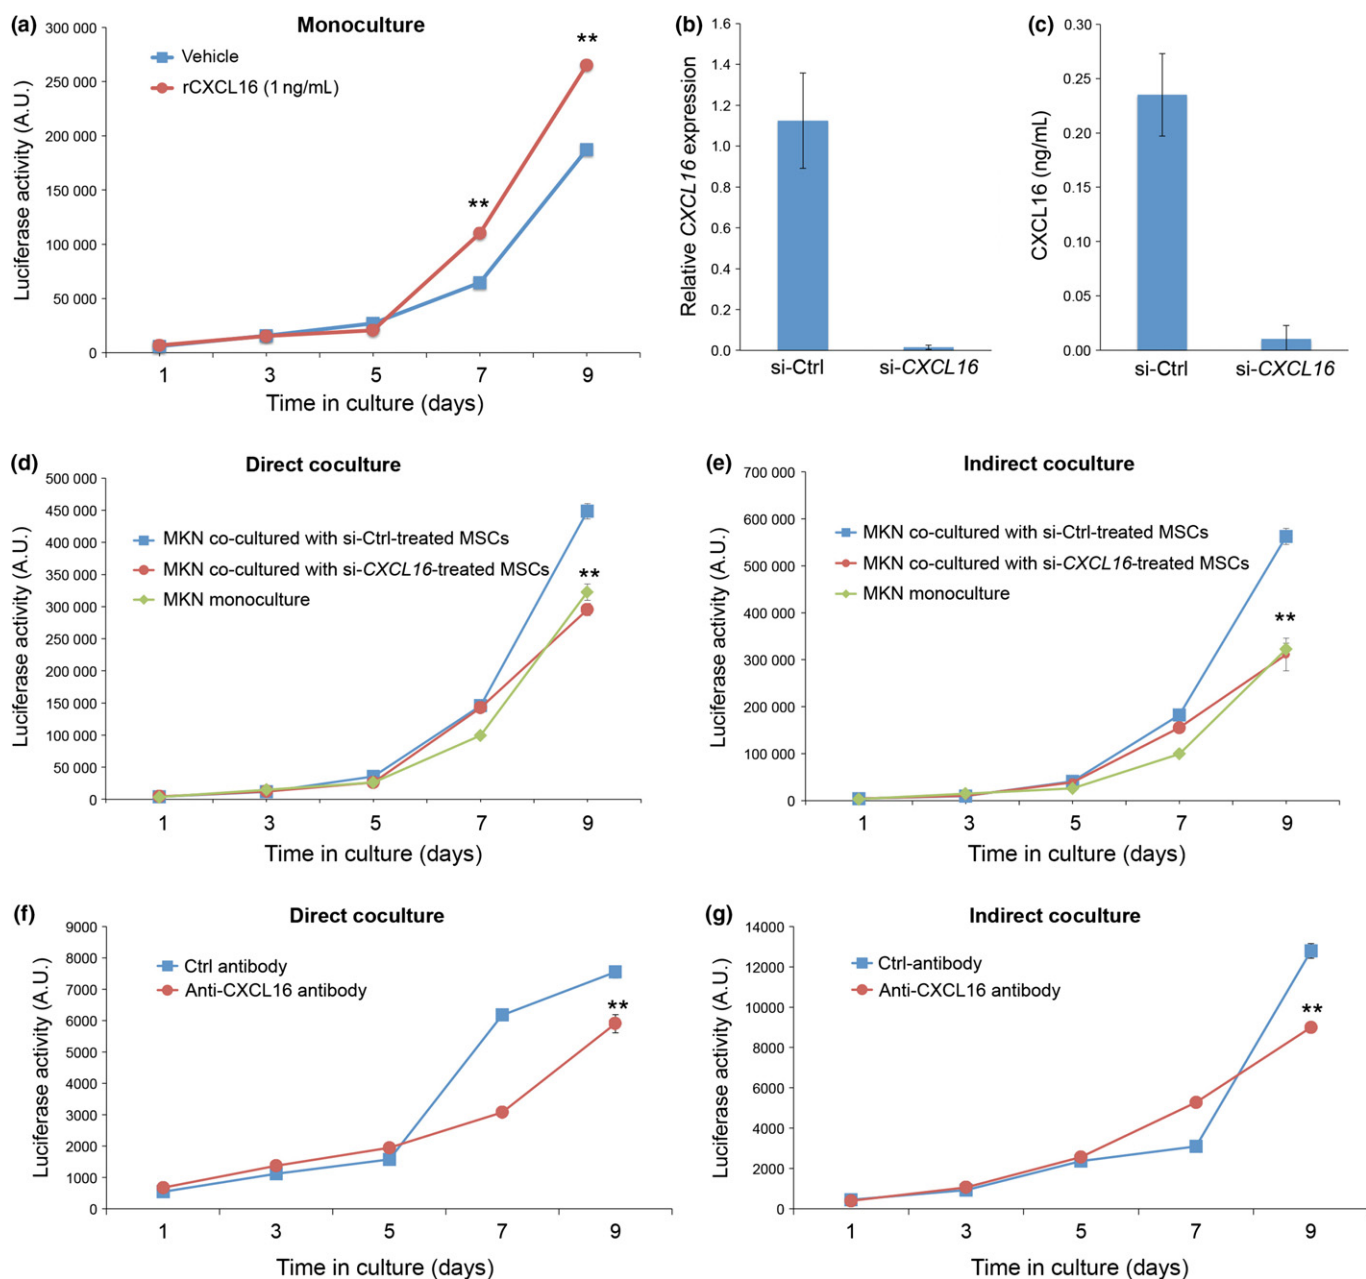 (a)
Monoculture
Luciferase activity (A.U.)
300 000
250 000
200 000
150 000
100 000
50 000
0
Vehicle
rCXCL16 (1 ng/mL)
**
**
1 3 5 7 9
Time in culture (days)
(b)
Relative CXCL16 expression
1.6
1.4
1.2
1.0
0.8
0.6
0.4
0.2
0.0
si-Ctrl si-CXCL16
(c)
CXCL16 (ng/mL)
0.30
0.25
0.20
0.15
0.10
0.05
0.00
si-Ctrl si-CXCL16
(d)
Direct coculture
Luciferase activity (A.U.)
500 000
450 000
400 000
350 000
300 000
250 000
200 000
150 000
100 000
50 000
0
MKN co-cultured with si-Ctrl-treated MSCs
MKN co-cultured with si-CXCL16-treated MSCs
MKN monoculture
**
1 3 5 7 9
Time in culture (days)
(e)
Indirect coculture
Luciferase activity (A.U.)
700 000
600 000
500 000
400 000
300 000
200 000
100 000
0
MKN co-cultured with si-Ctrl-treated MSCs
MKN co-cultured with si-CXCL16-treated MSCs
MKN monoculture
**
1 3 5 7 9
Time in culture (days)
(f)
Direct coculture
Luciferase activity (A.U.)
9000
8000
7000
6000
5000
4000
3000
2000
1000
0
Ctrl antibody
Anti-CXCL16 antibody
**
1 3 5 7 9
Time in culture (days)
(g)
Indirect coculture
Luciferase activity (A.U.)
14000
12000
10000
8000
6000
4000
2000
0
Ctrl-antibody
Anti-CXCL16 antibody
**
1 3 5 7 9
Time in culture (days)